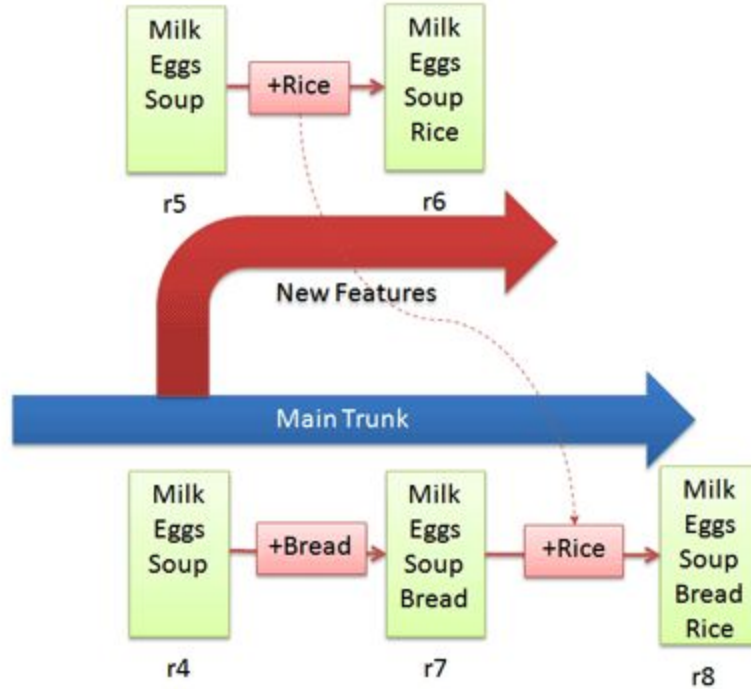 Milk
Eggs
Soup
+Rice
Milk
Eggs
Soup
Rice
r5
r6
New Features
Main Trunk
Milk
Eggs
Soup
+Bread
Milk
Eggs
Soup
Bread
+Rice
Milk
Eggs
Soup
Bread
Rice
r4
r7
r8